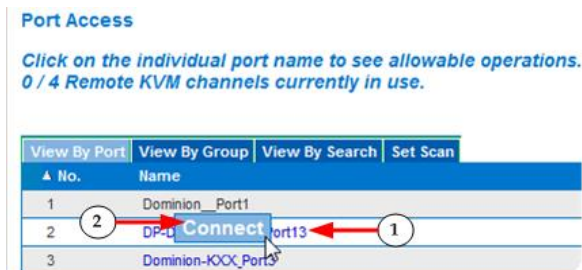 Port Access
Click on the individual port name to see allowable operations.
0 / 4 Remote KVM channels currently in use.
View By Port View By Group View By Search Set Scan
▲ No. Name
1 Dominion__Port1
2 DP-D Port13
2 Connect 1
3 Dominion-KXX_Port3